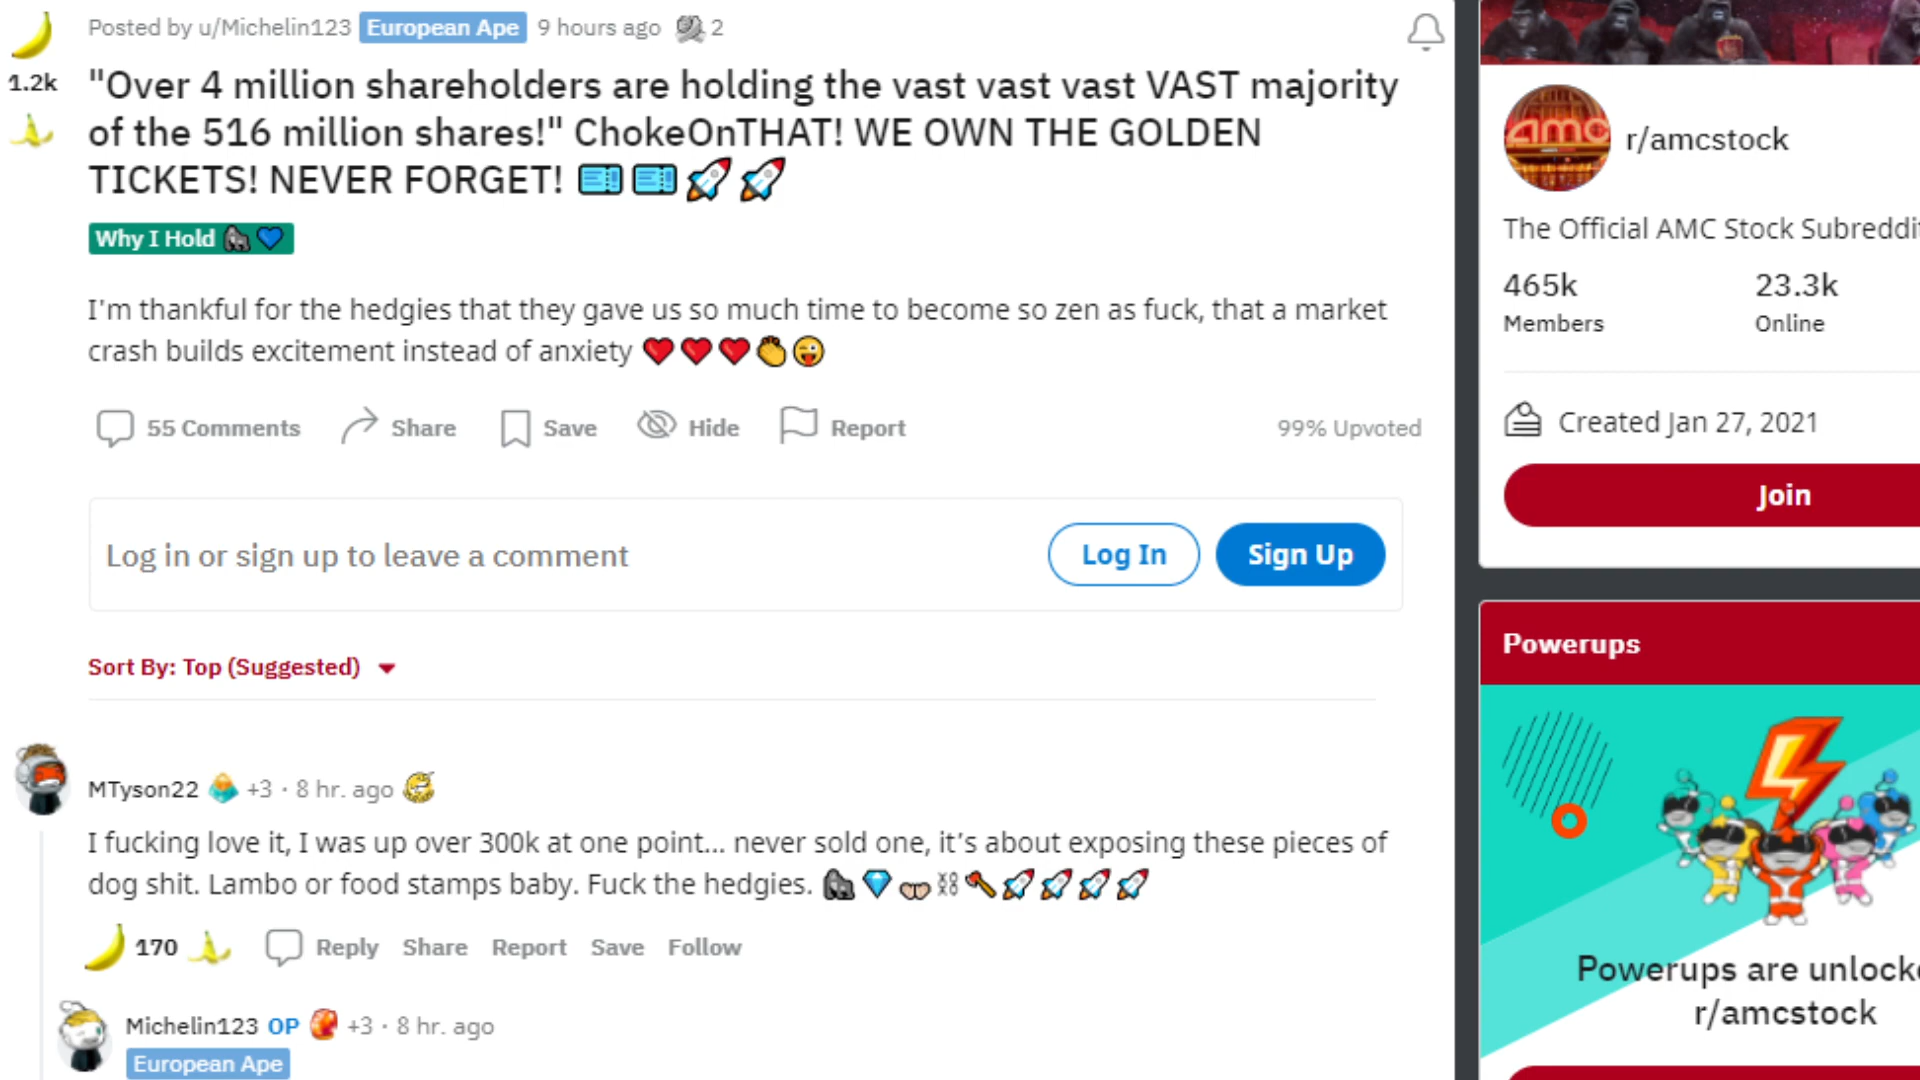 Posted by u/Michelin123 European Ape 9 hours ago 2
1.2k
"Over 4 million shareholders are holding the vast vast vast VAST majority
of the 516 million shares!" ChokeOnTHAT! WE OWN THE GOLDEN
TICKETS! NEVER FORGET! 🎫 🎫 🚀 🚀
Why I Hold 🦍 💙
I'm thankful for the hedgies that they gave us so much time to become so zen as fuck, that a market
crash builds excitement instead of anxiety ❤️ ❤️ ❤️ 👏 😜
55 Comments Share Save Hide Report 99% Upvoted
Log in or sign up to leave a comment Log In Sign Up
Sort By: Top (Suggested)
MTyson22 +3 · 8 hr. ago
I fucking love it, I was up over 300k at one point... never sold one, it's about exposing these pieces of
dog shit. Lambo or food stamps baby. Fuck the hedgies. 🦍 💎 👐 ⛓ 🪓 🚀 🚀 🚀 🚀
170 Reply Share Report Save Follow
Michelin123 OP +3 · 8 hr. ago
European Ape
amc
r/amcstock
The Official AMC Stock Subreddit
465k 23.3k
Members Online
Created Jan 27, 2021
Join
Powerups
Powerups are
r/amcstock